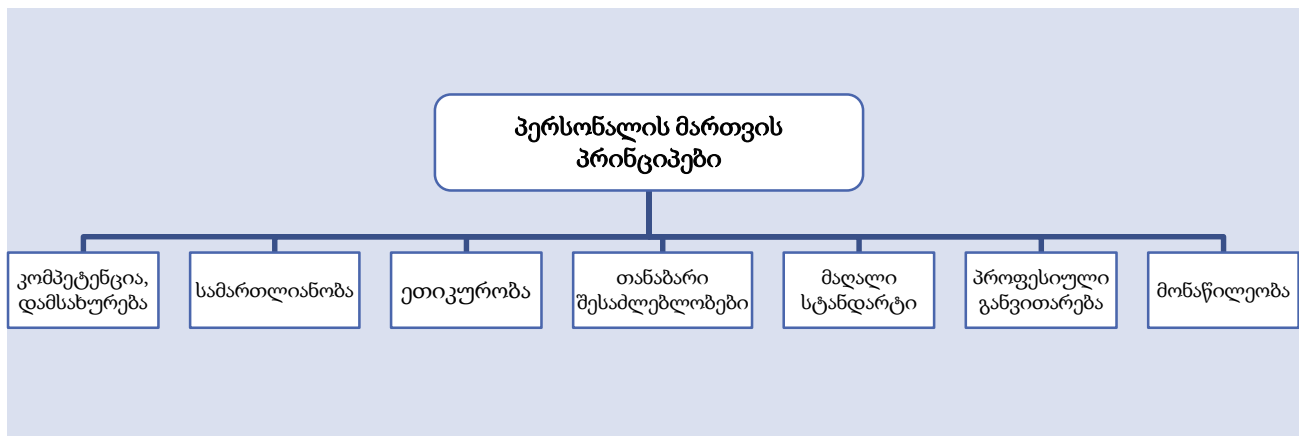 პერსონალის მართვის
პრინციპები
კომპეტენცია,
დამსახურება
სამართლიანობა
ეთიკურობა
თანაბარი
შესაძლებლობები
მაღალი
სტანდარტი
პროფესიული
განვითარება
მონაწილეობა